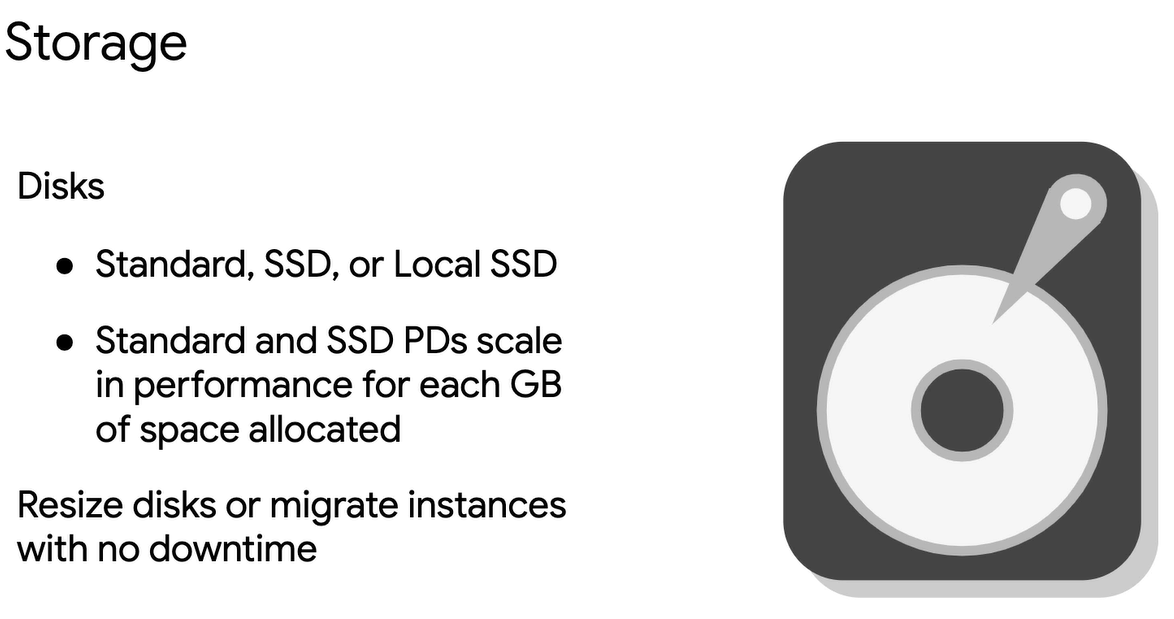 Storage
Disks
● Standard, SSD, or Local SSD
● Standard and SSD PDs scale
in performance for each GB
of space allocated
Resize disks or migrate instances
with no downtime